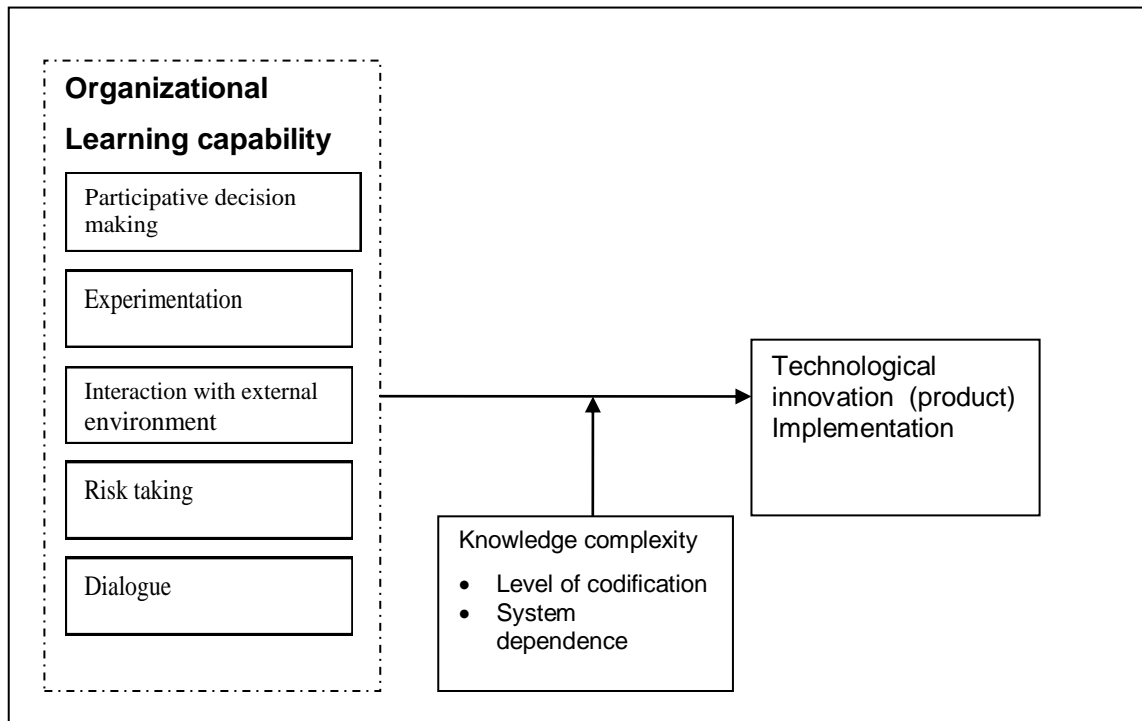 Organizational
Learning capability
Participative decision
making
Experimentation
Interaction with external
environment
Risk taking
Dialogue
Technological
innovation (product)
Implementation
Knowledge complexity
• Level of codification
• System
dependence